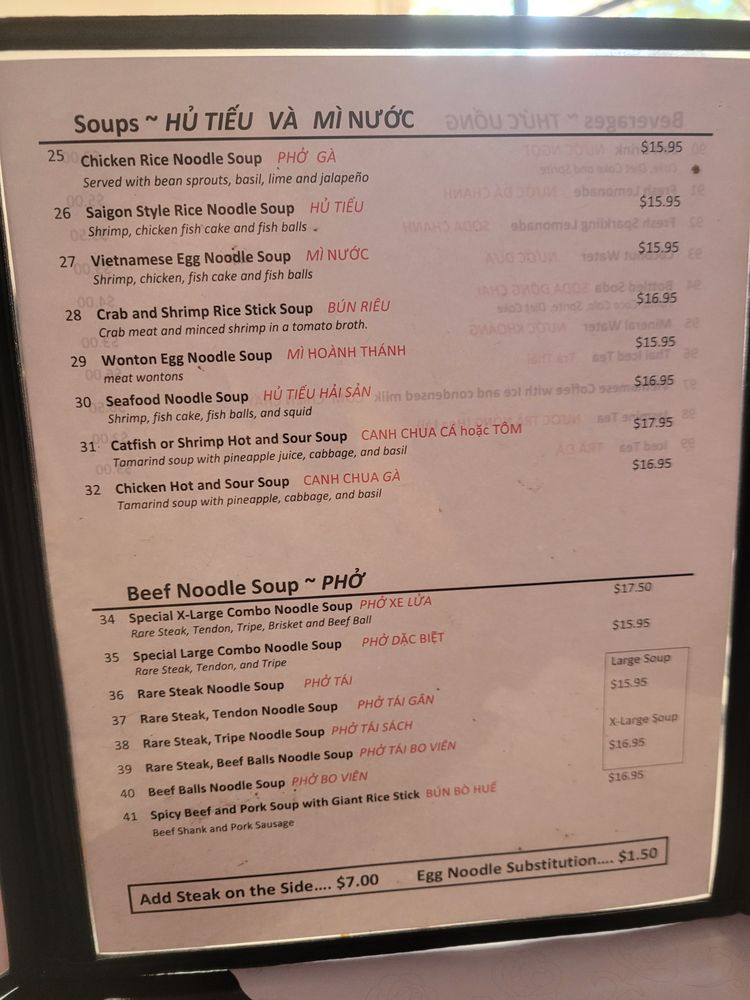 Soups ~ HỦ TIẾU VÀ MÌ NƯỚC
25 Chicken Rice Noodle Soup PHỞ GÀ $15.95
Served with bean sprouts, basil, lime and jalapeño
26 Saigon Style Rice Noodle Soup HỦ TIẾU $15.95
Shrimp, chicken fish cake and fish balls
27 Vietnamese Egg Noodle Soup MÌ NƯỚC $15.95
Shrimp, chicken, fish cake and fish balls
28 Crab and Shrimp Rice Stick Soup BÚN RIÊU $16.95
Crab meat and minced shrimp in a tomato broth.
29 Wonton Egg Noodle Soup MÌ HOÀNH THÁNH $15.95
meat wontons
30 Seafood Noodle Soup HỦ TIẾU HẢI SẢN $16.95
Shrimp, fish cake, fish balls, and squid
31 Catfish or Shrimp Hot and Sour Soup CANH CHUA CÁ hoặc TÔM $17.95
Tamarind soup with pineapple juice, cabbage, and basil
32 Chicken Hot and Sour Soup CANH CHUA GÀ $16.95
Tamarind soup with pineapple, cabbage, and basil
Beef Noodle Soup ~ PHỞ
34 Special X-Large Combo Noodle Soup PHỞ XE LỬA $17.50
Rare Steak, Tendon, Tripe, Brisket and Beef Ball
35 Special Large Combo Noodle Soup PHỞ DẶC BIỆT $15.95
Rare Steak, Tendon, and Tripe
36 Rare Steak Noodle Soup PHỞ TÁI
37 Rare Steak, Tendon Noodle Soup PHỞ TÁI GÂN
38 Rare Steak, Tripe Noodle Soup PHỞ TÁI SÁCH
39 Rare Steak, Beef Balls Noodle Soup PHỞ TÁI BO VIÊN
40 Beef Balls Noodle Soup PHỞ BO VIÊN
Large Soup
$15.95
X-Large Soup
$16.95
41 Spicy Beef and Pork Soup with Giant Rice Stick BÚN BÒ HUẾ $16.95
Beef Shank and Pork Sausage
Add Steak on the Side.... $7.00 Egg Noodle Substitution.... $1.50